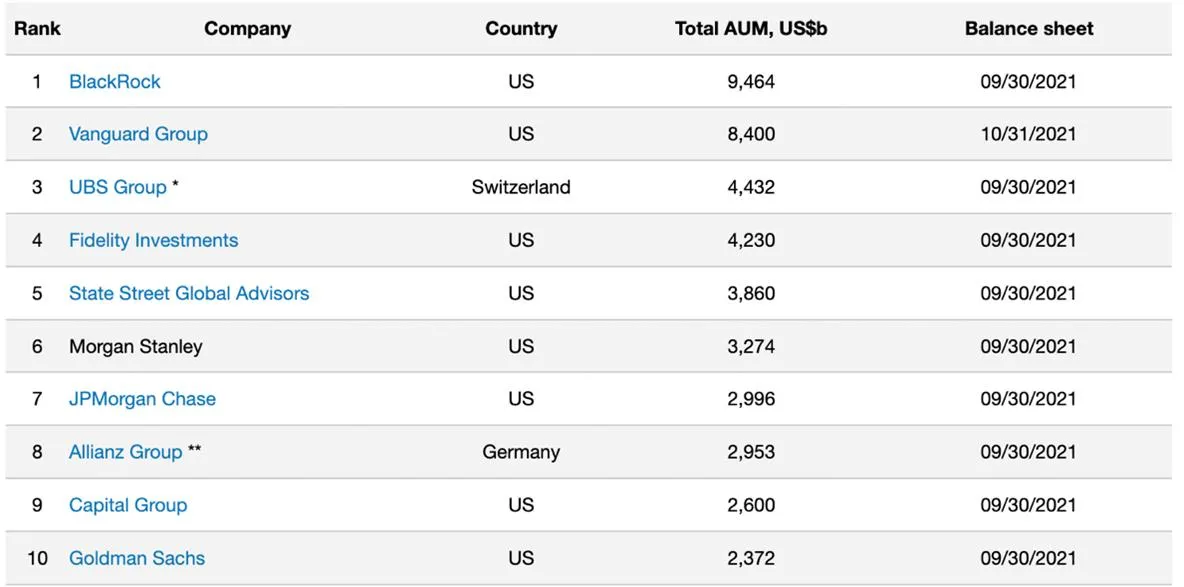 Rank Company Country Total AUM, US$b Balance sheet
1 BlackRock US 9,464 09/30/2021
2 Vanguard Group US 8,400 10/31/2021
3 UBS Group * Switzerland 4,432 09/30/2021
4 Fidelity Investments US 4,230 09/30/2021
5 State Street Global Advisors US 3,860 09/30/2021
6 Morgan Stanley US 3,274 09/30/2021
7 JPMorgan Chase US 2,996 09/30/2021
8 Allianz Group ** Germany 2,953 09/30/2021
9 Capital Group US 2,600 09/30/2021
10 Goldman Sachs US 2,372 09/30/2021